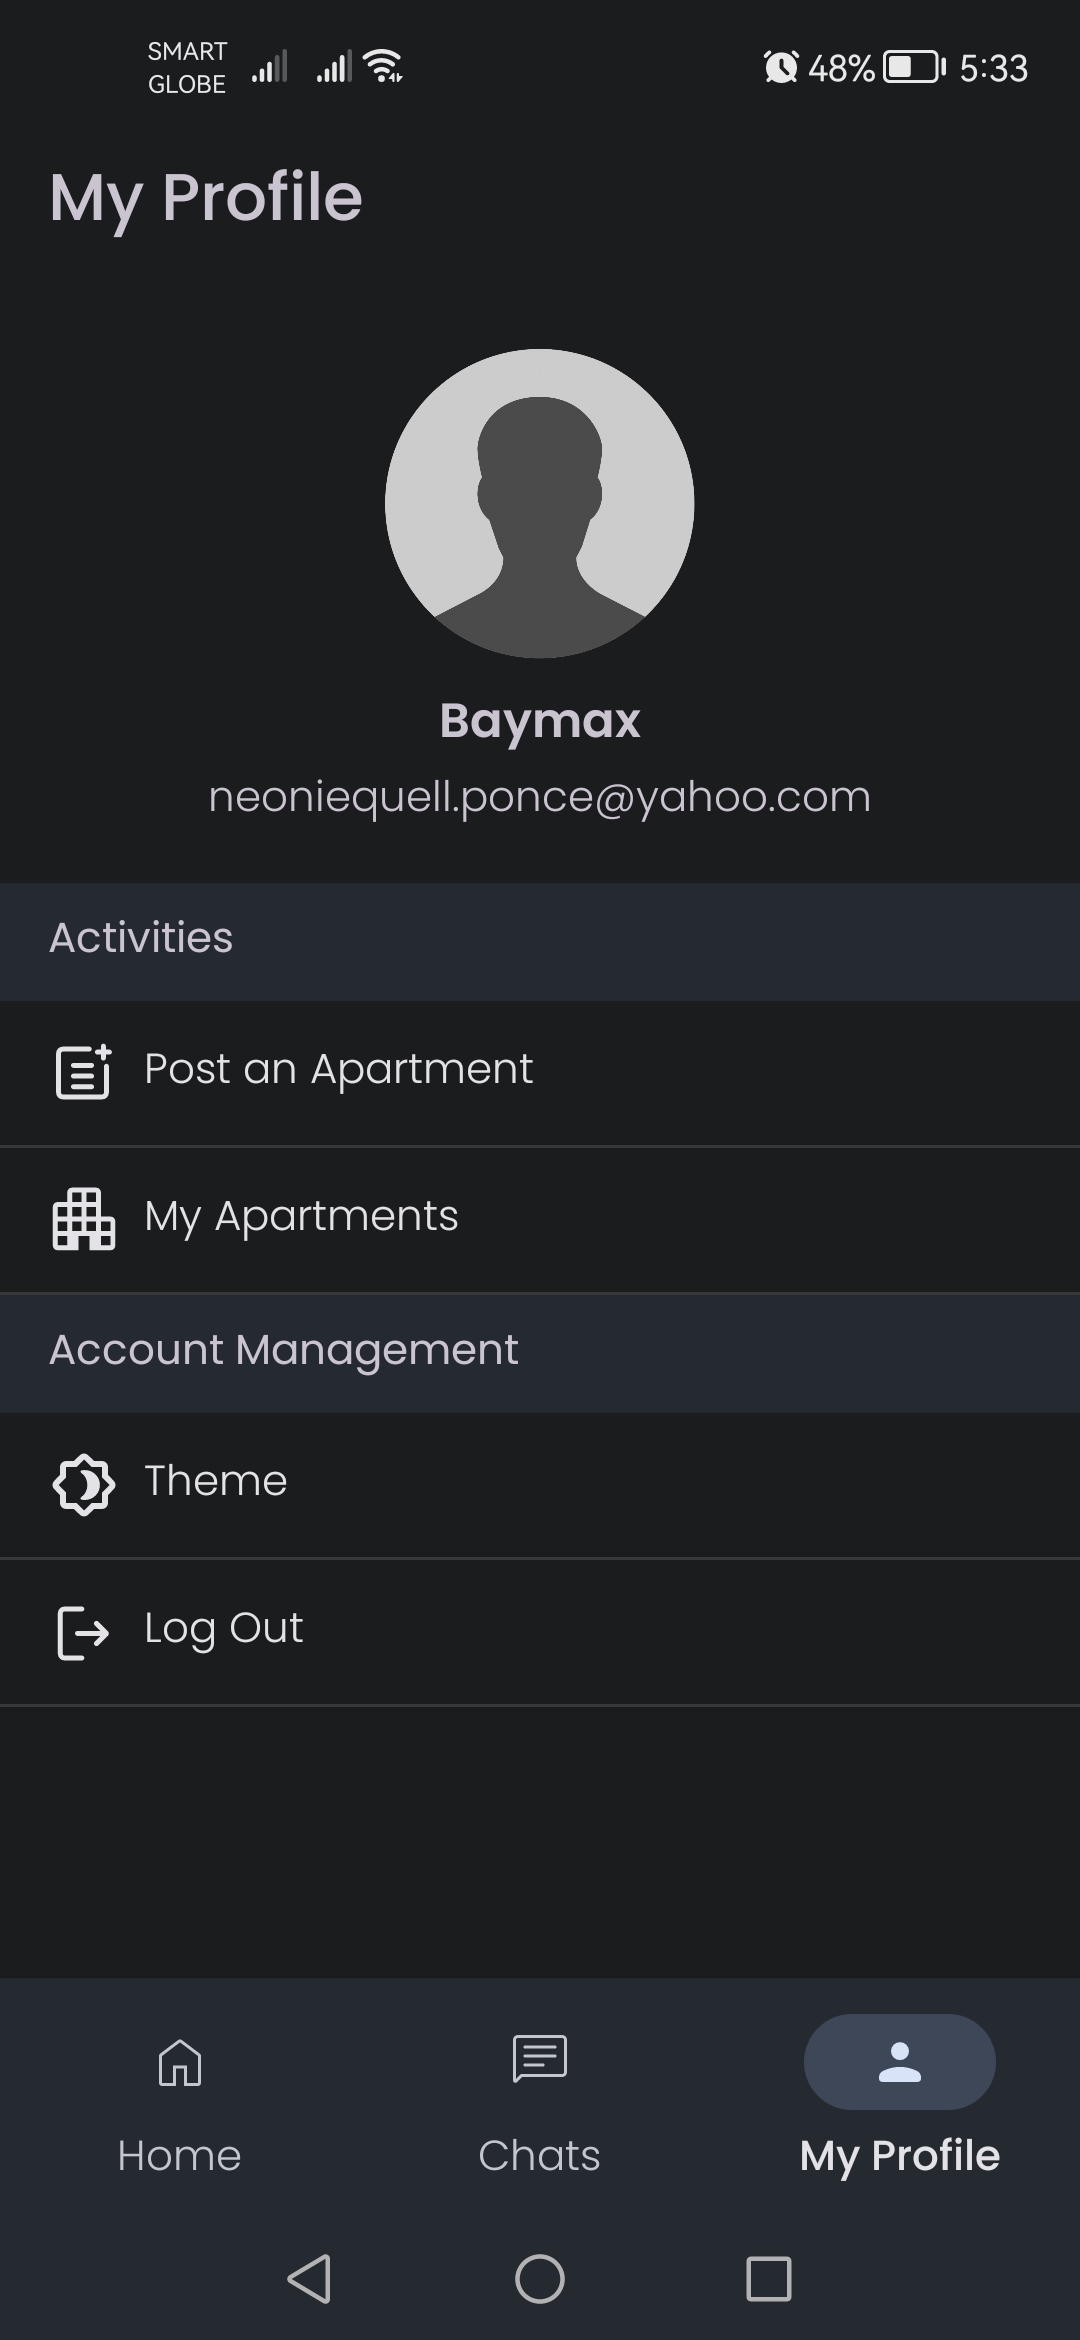 SMART
GLOBE
48% 5:33
My Profile
Baymax
neoniequell.ponce@yahoo.com
Activities
Post an Apartment
My Apartments
Account Management
Theme
Log Out
Home Chats My Profile